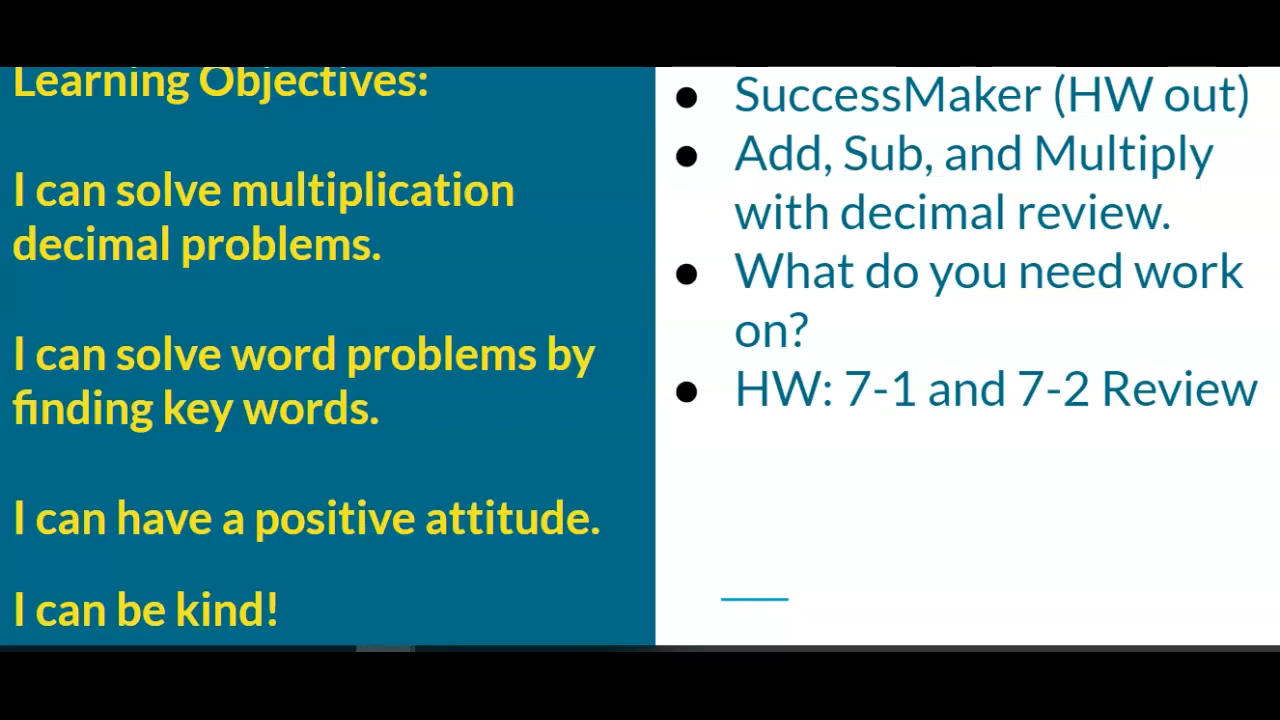 Learning Objectives:
I can solve multiplication
decimal problems.
I can solve word problems by
finding key words.
I can have a positive attitude.
I can be kind!
● SuccessMaker (HW out)
● Add, Sub, and Multiply
with decimal review.
● What do you need work
on?
● HW: 7-1 and 7-2 Review